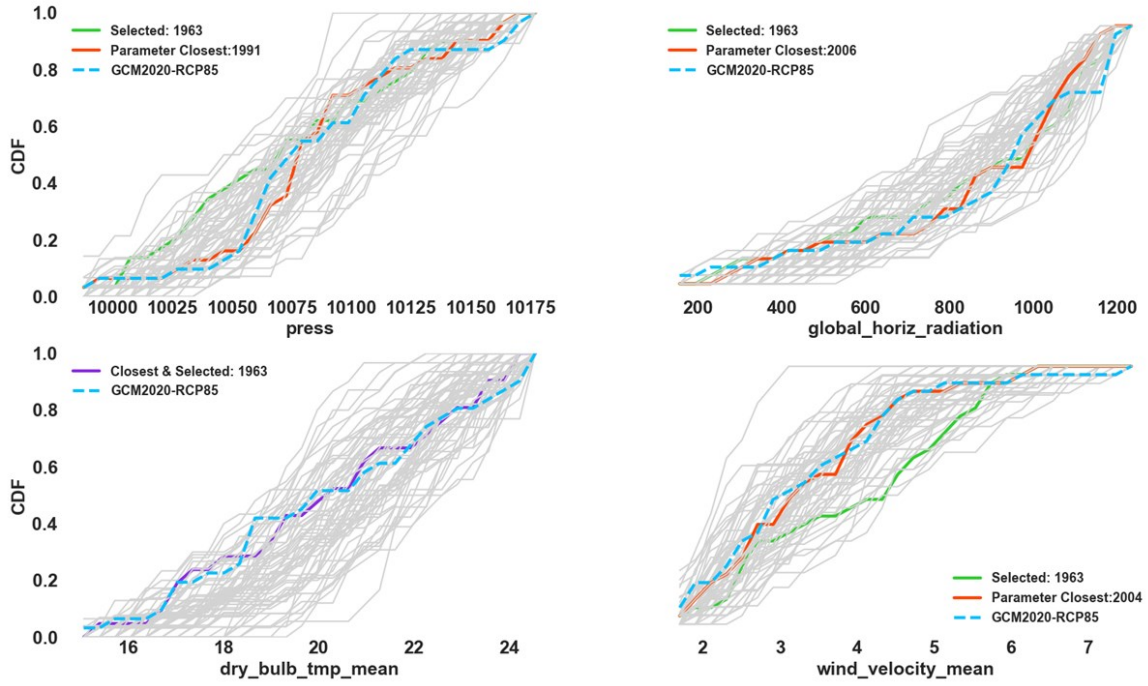 Selected: 1963
Parameter Closest:1991
GCM2020-RCP85
1.0
0.8
0.6
0.4
0.2
0.0
CDF
10000 10025 10050 10075 10100 10125 10150 10175
press
Selected: 1963
Parameter Closest:2006
GCM2020-RCP85
200 400 600 800 1000 1200
global_horiz_radiation
Closest & Selected: 1963
GCM2020-RCP85
1.0
0.8
0.6
0.4
0.2
0.0
CDF
16 18 20 22 24
dry_bulb_tmp_mean
Selected: 1963
Parameter Closest:2004
GCM2020-RCP85
2 3 4 5 6 7
wind_velocity_mean